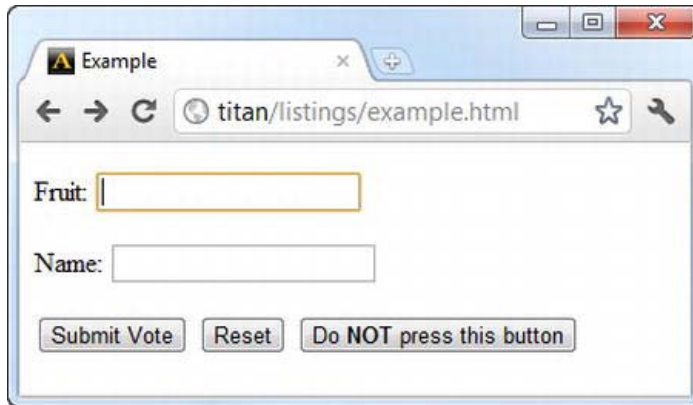 Example
titan/listings/example.html
Fruit:
Name:
Submit Vote Reset Do NOT press this button